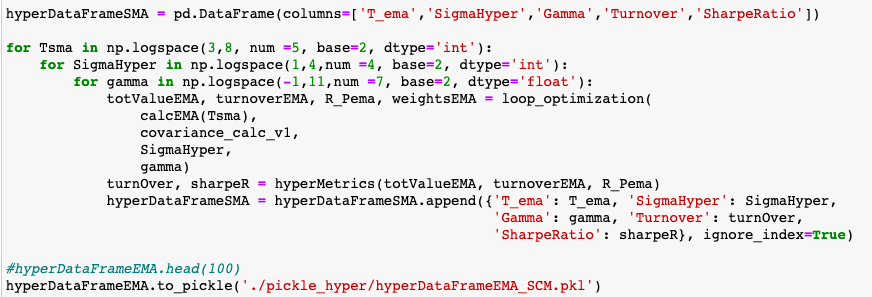 hyperDataFrameSMA = pd.DataFrame(columns=['T_ema','SigmaHyper','Gamma','Turnover','SharpeRatio'])
for Tsma in np.logspace(3,8, num =5, base=2, dtype='int'):
for SigmaHyper in np.logspace(1,4,num =4, base=2, dtype='int'):
for gamma in np.logspace(-1,11,num =7, base=2, dtype='float'):
totValueEMA, turnoverEMA, R_Pema, weightsEMA = loop_optimization(
calcEMA(Tsma),
covariance_calc_v1,
SigmaHyper,
gamma)
turnOver, sharpeR = hyperMetrics(totValueEMA, turnoverEMA, R_Pema)
hyperDataFrameSMA = hyperDataFrameSMA.append({'T_ema': T_ema, 'SigmaHyper': SigmaHyper,
'Gamma': gamma, 'Turnover': turnOver,
'SharpeRatio': sharpeR}, ignore_index=True)
#hyperDataFrameEMA.head(100)
hyperDataFrameEMA.to_pickle('./pickle_hyper/hyperDataFrameEMA_SCM.pkl')